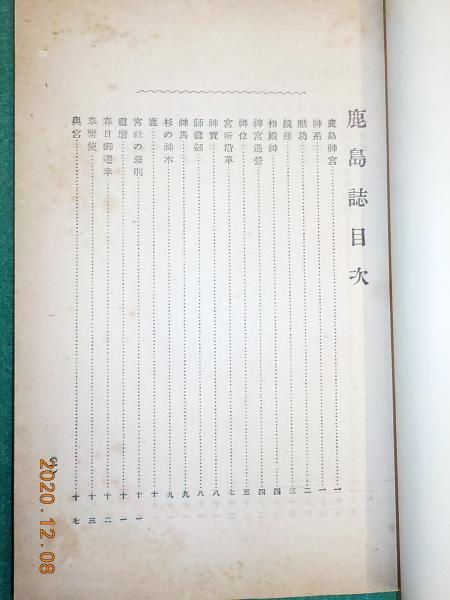 鹿島誌目次
鹿島神宮……一
神系……一
勳功……二
鎮座……三
相殿神……四
神宮造營……四
神位……五
宮所沿革……七
神寳……八
師靈劍……八
神馬……九
杉の神木……九
鹿……十
宮社の差別……十一
靈曆……十一
春日御遷幸……十二
奉幣使……十三
奥宮……十七
2020.12.08